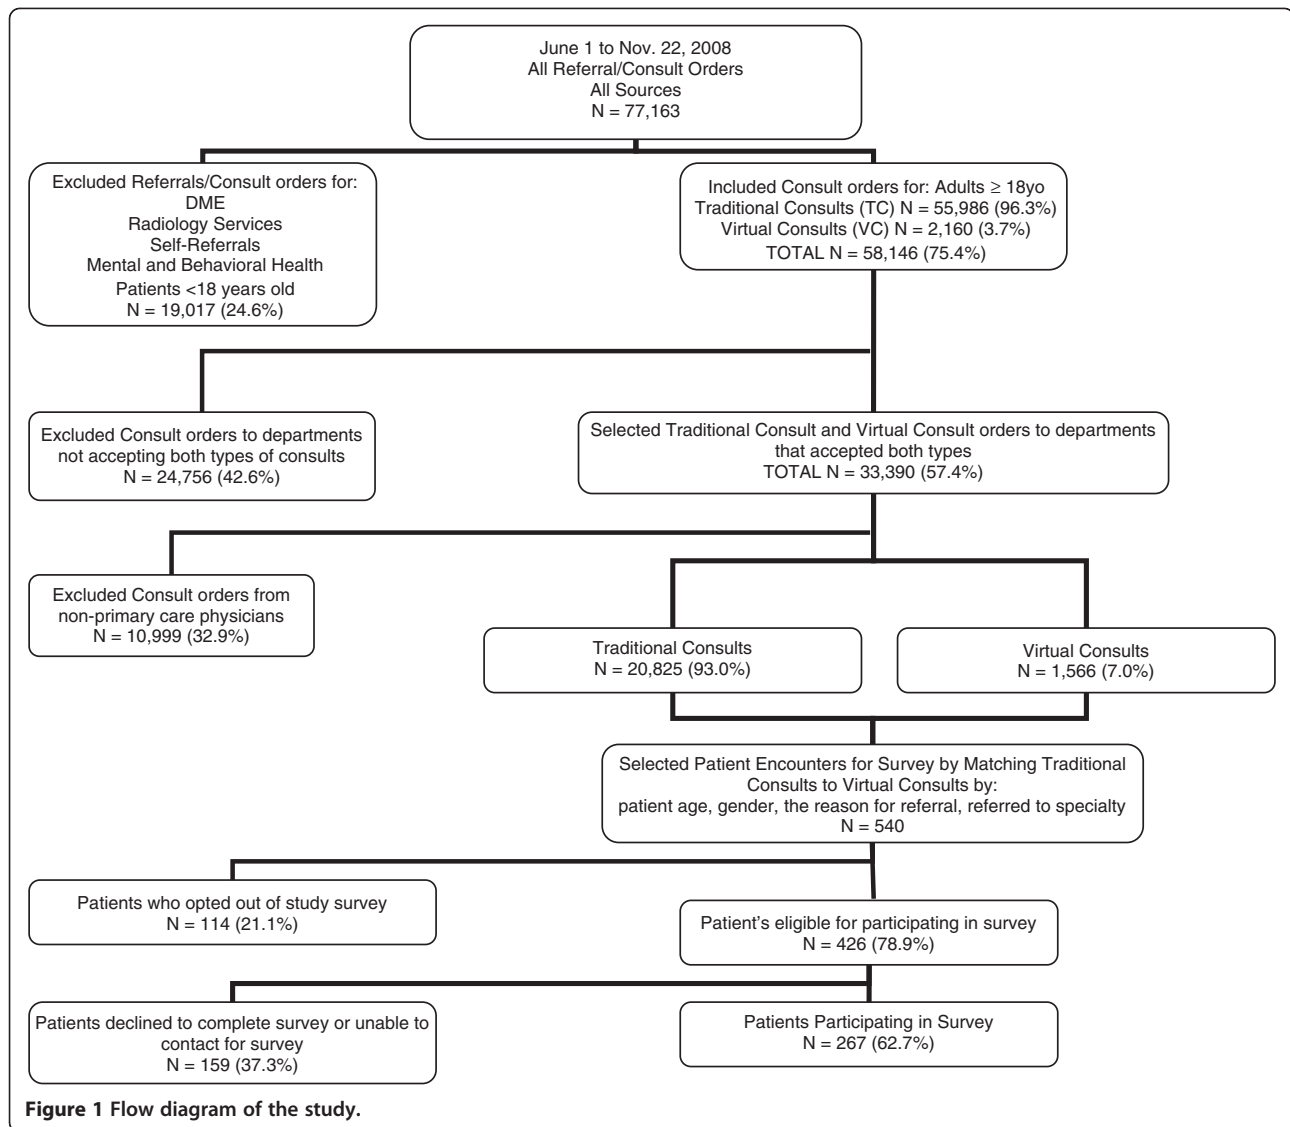 June 1 to Nov. 22, 2008
All Referral/Consult Orders
All Sources
N = 77,163
Excluded Referrals/Consult orders for:
DME
Radiology Services
Self-Referrals
Mental and Behavioral Health
Patients <18 years old
N = 19,017 (24.6%)
Included Consult orders for: Adults ≥ 18yo
Traditional Consults (TC) N = 55,986 (96.3%)
Virtual Consults (VC) N = 2,160 (3.7%)
TOTAL N = 58,146 (75.4%)
Excluded Consult orders to departments
not accepting both types of consults
N = 24,756 (42.6%)
Selected Traditional Consult and Virtual Consult orders to departments
that accepted both types
TOTAL N = 33,390 (57.4%)
Excluded Consult orders from
non-primary care physicians
N = 10,999 (32.9%)
Traditional Consults
N = 20,825 (93.0%)
Virtual Consults
N = 1,566 (7.0%)
Selected Patient Encounters for Survey by Matching Traditional
Consults to Virtual Consults by:
patient age, gender, the reason for referral, referred to specialty
N = 540
Patients who opted out of study survey
N = 114 (21.1%)
Patient's eligible for participating in survey
N = 426 (78.9%)
Patients declined to complete survey or unable to
contact for survey
N = 159 (37.3%)
Patients Participating in Survey
N = 267 (62.7%)
Figure 1 Flow diagram of the study.